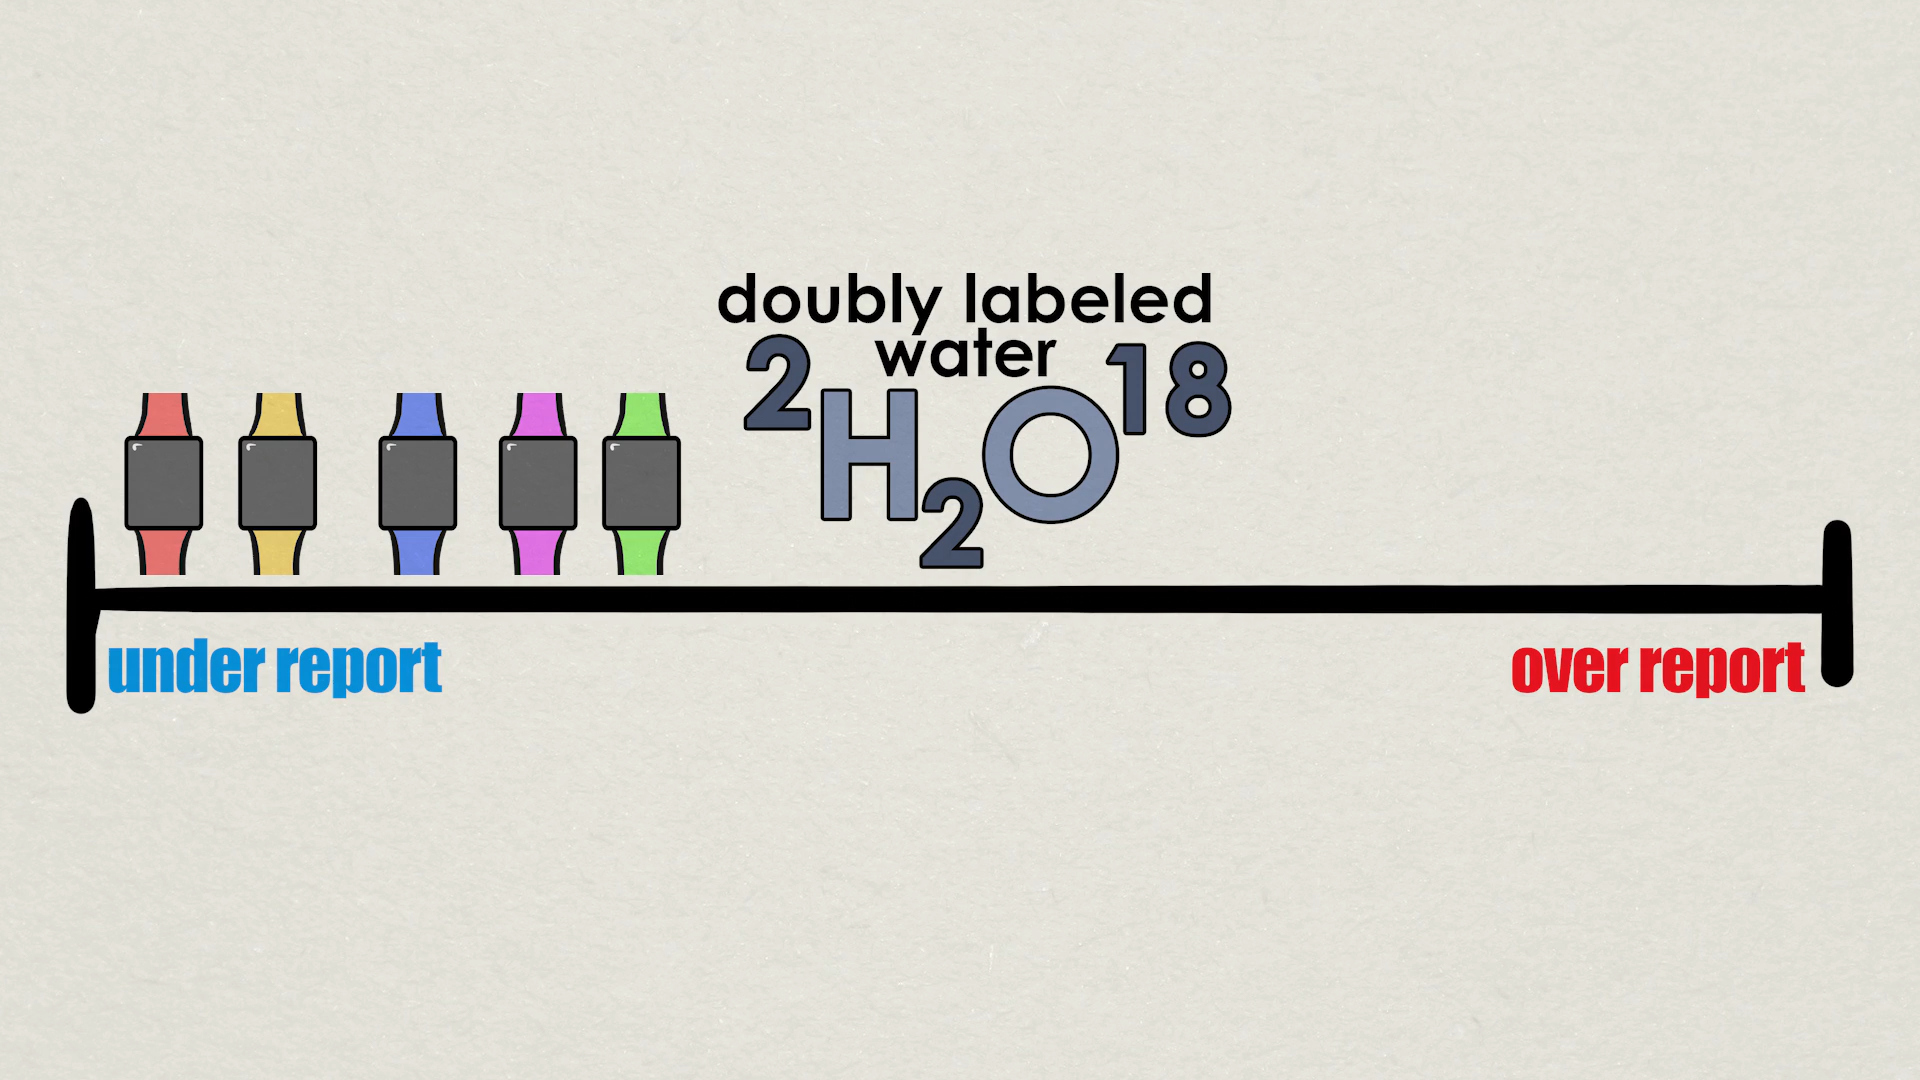 doubly labeled
water
²H₂O¹⁸
under report
over report